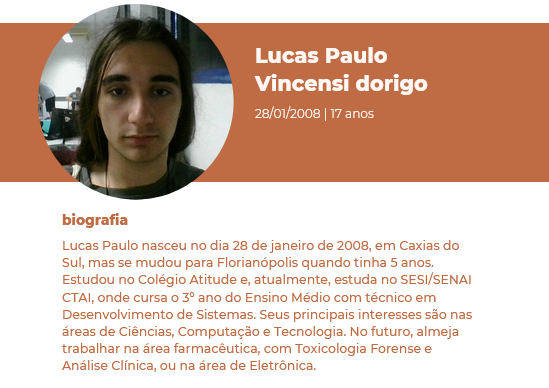 Lucas Paulo
Vincensi dorigo
28/01/2008 | 17 anos
biografia
Lucas Paulo nasceu no dia 28 de janeiro de 2008, em Caxias do
Sul, mas se mudou para Florianópolis quando tinha 5 anos.
Estudou no Colégio Atitude e, atualmente, estuda no SESI/SENAI
CTAI, onde cursa o 3º ano do Ensino Médio com técnico em
Desenvolvimento de Sistemas. Seus principais interesses são nas
áreas de Ciências, Computação e Tecnologia. No futuro, almeja
trabalhar na área farmacêutica, com Toxicologia Forense e
Análise Clínica, ou na área de Eletrônica.